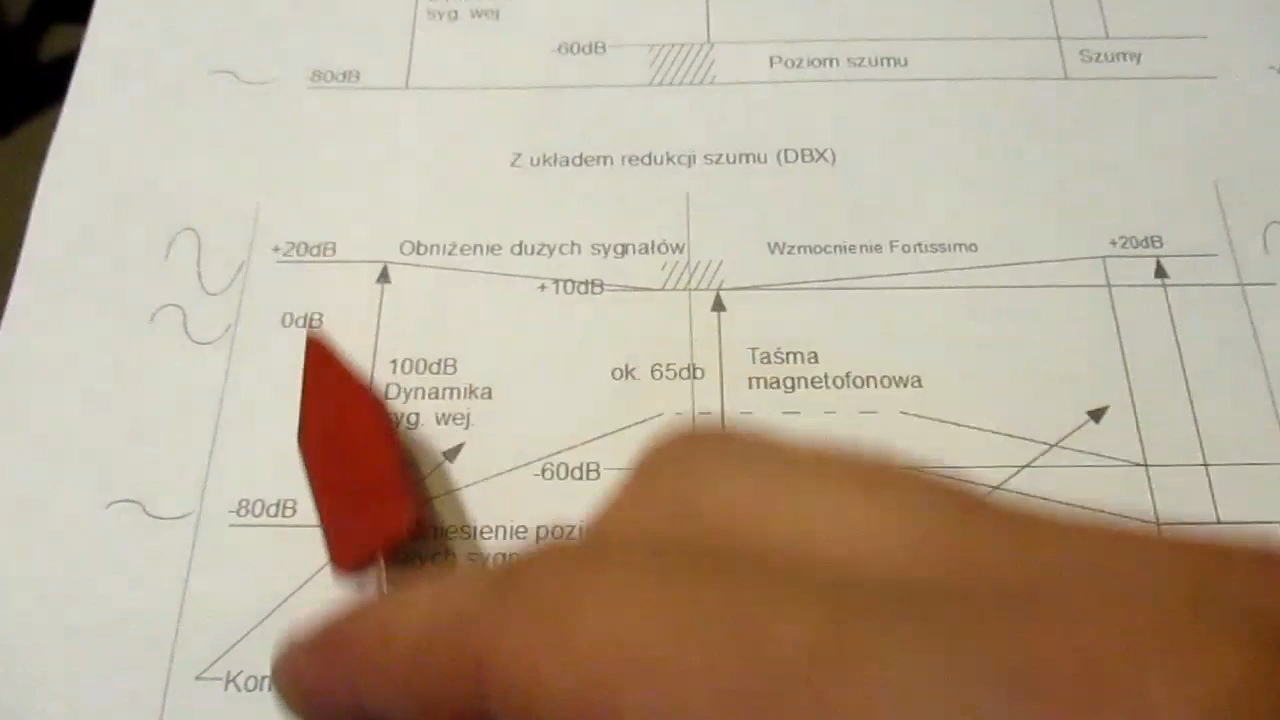 syg. wej
-60dB
Poziom szumu
Szumy
-80dB
Z układem redukcji szumu (DBX)
+20dB
Obniżenie dużych sygnałów
Wzmocnienie Fortissimo
+20dB
+10dB
0dB
100dB
Dynamika
syg. wej.
ok. 65db
Taśma
magnetofonowa
-60dB
-80dB